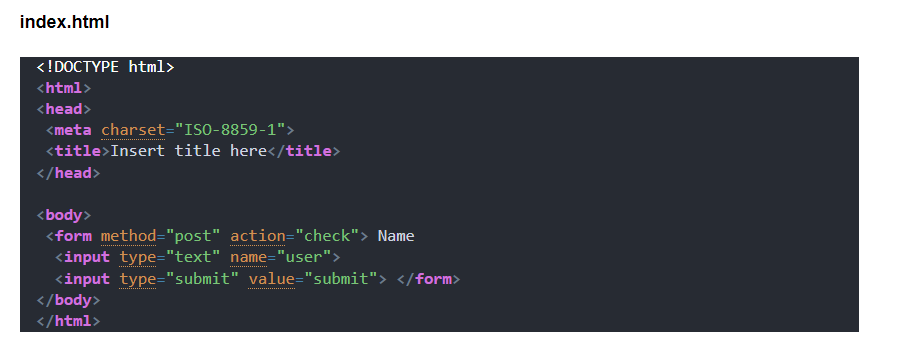 index.html
<!DOCTYPE html>
<html>
<head>
<meta charset="ISO-8859-1">
<title>Insert title here</title>
</head>
<body>
<form method="post" action="check"> Name
<input type="text" name="user">
<input type="submit" value="submit"> </form>
</body>
</html>